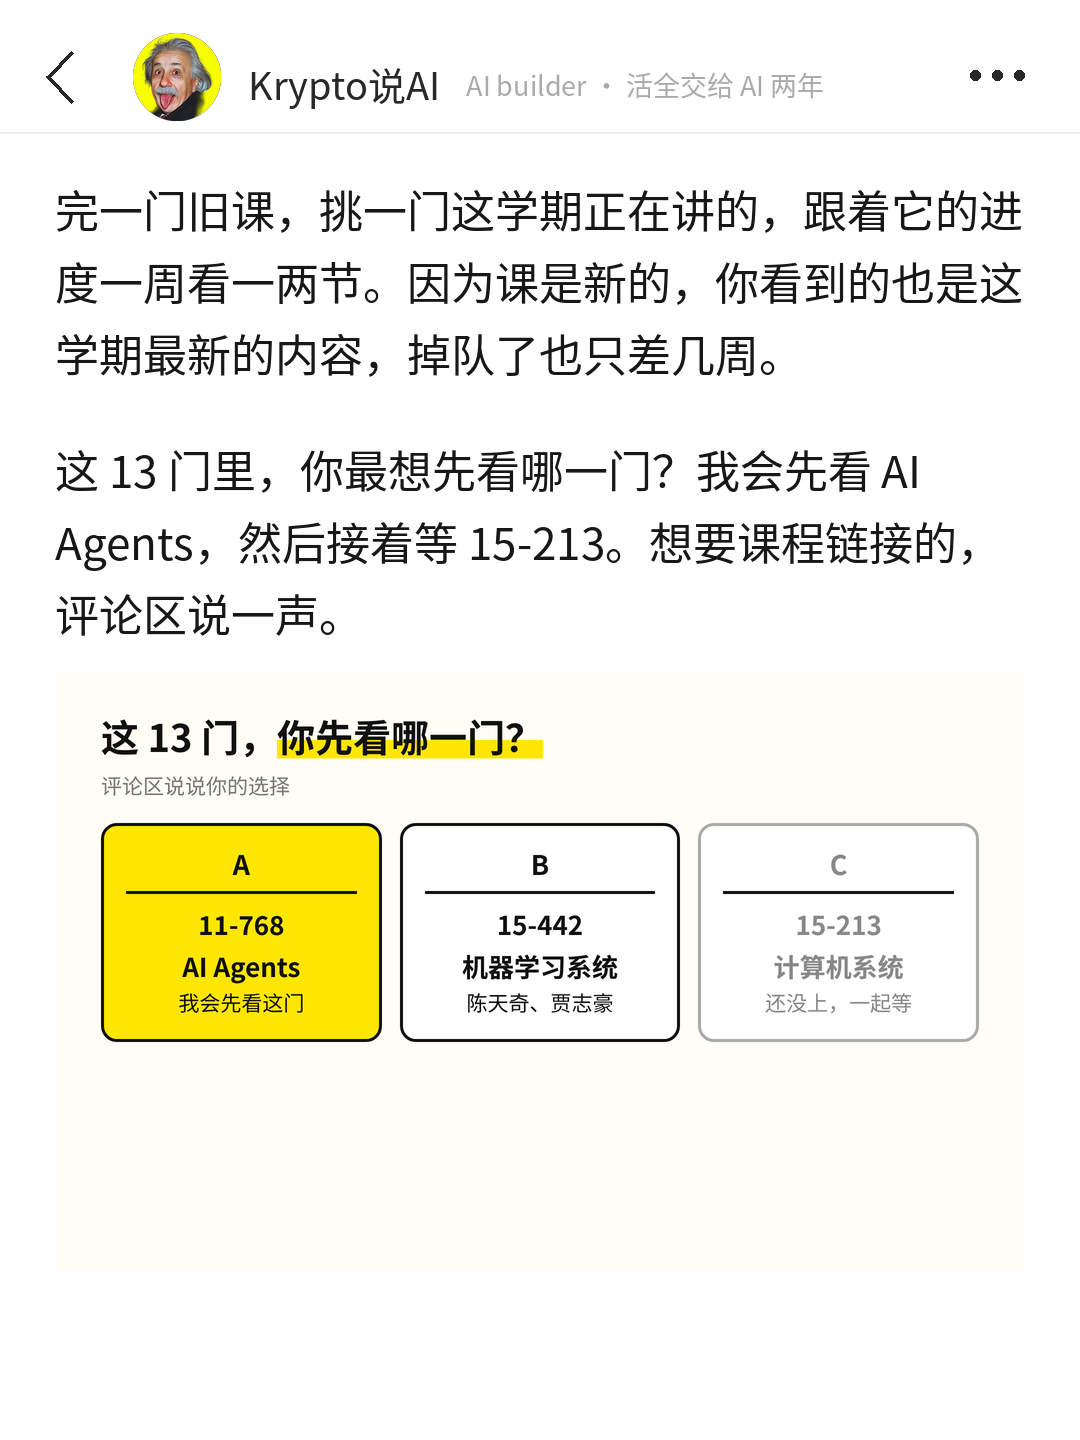 Krypto说AI AI builder · 活全交给 AI 两年
完一门旧课，挑一门这学期正在讲的，跟着它的进
度一周看一两节。因为课是新的，你看到的也是这
学期最新的内容，掉队了也只差几周。
这 13 门里，你最想先看哪一门？我会先看 AI
Agents，然后接着等 15-213。想要课程链接的，
评论区说一声。
这 13 门，你先看哪一门？
评论区说说你的选择
A
11-768
AI Agents
我会先看这门
B
15-442
机器学习系统
陈天奇、贾志豪
C
15-213
计算机系统
还没上，一起等